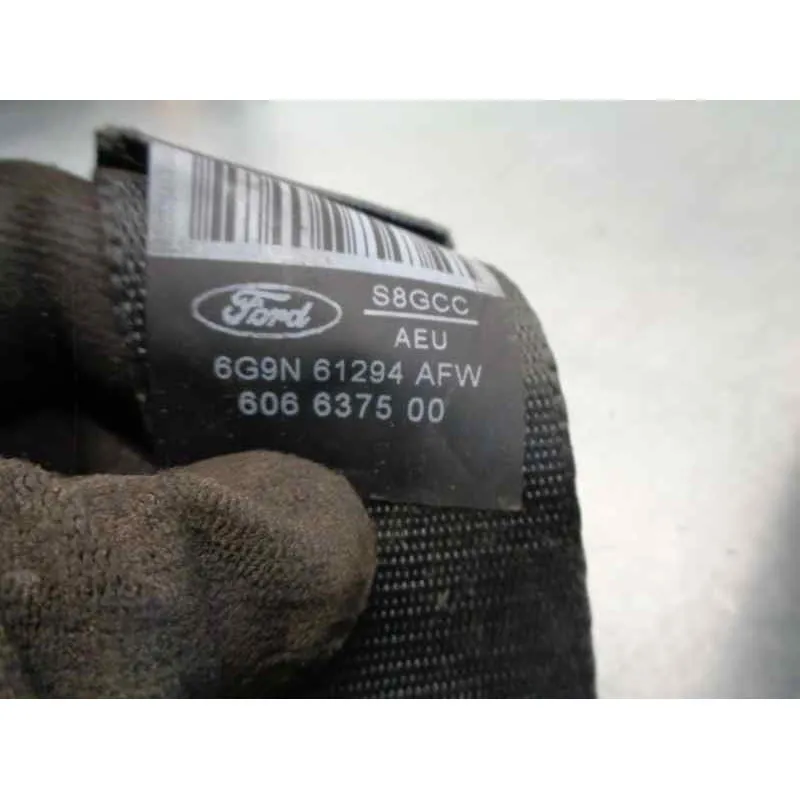 Ford
S8GCC
AEU
6G9N 61294 AFW
606 6375 00